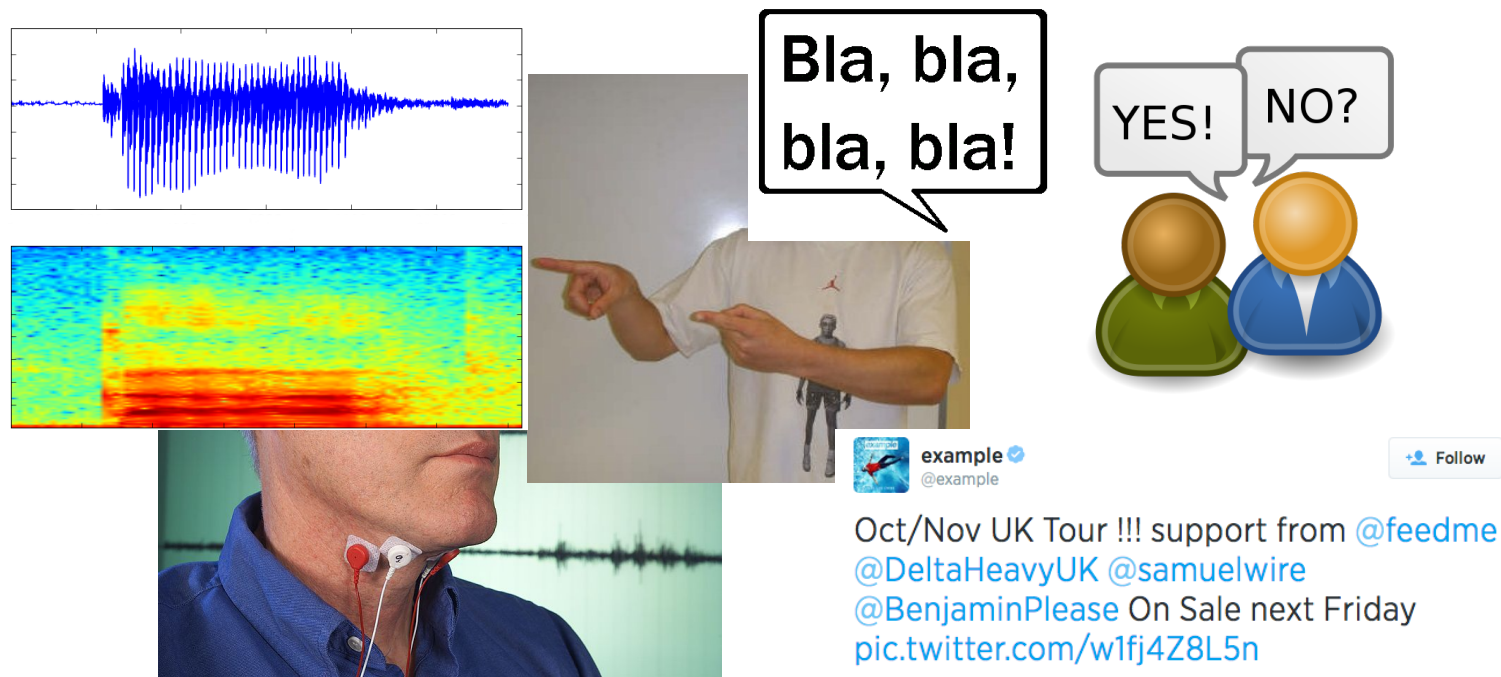 Bla, bla,
bla, bla!
YES!
NO?
example
@example
Follow
Oct/Nov UK Tour !!! support from @feedme
@DeltaHeavyUK @samuelwire
@BenjaminPlease On Sale next Friday
pic.twitter.com/w1fj4Z8L5n